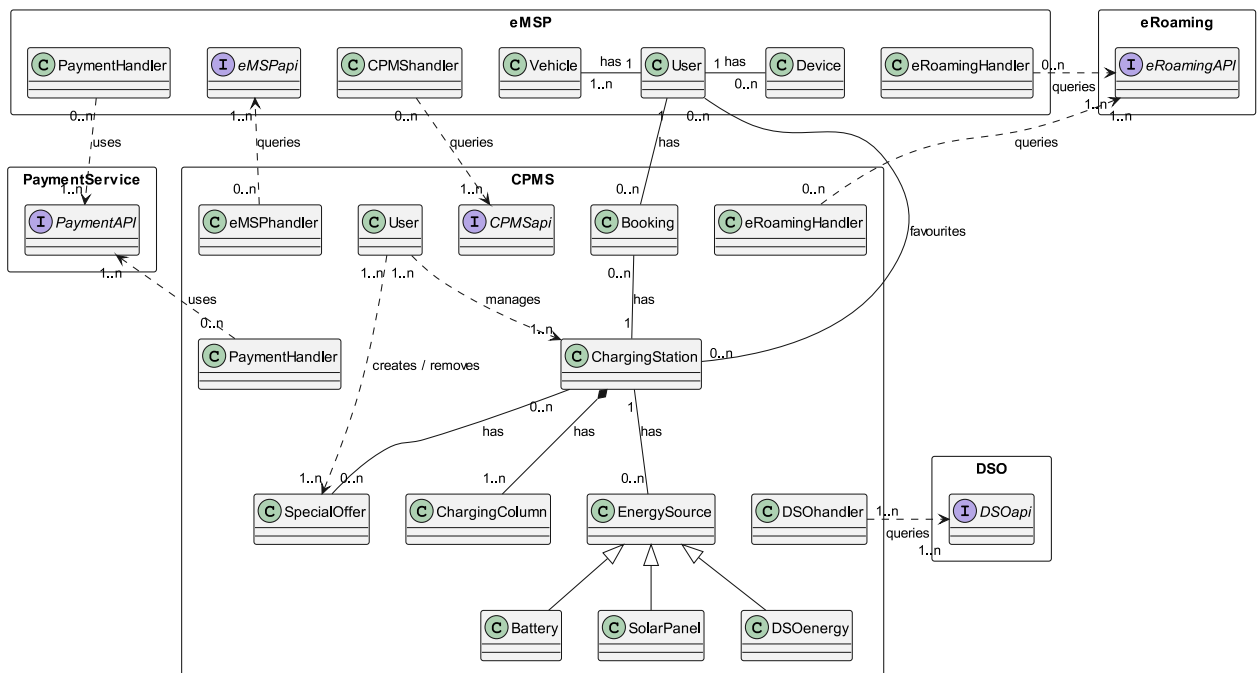 eMSP
eRoaming
C PaymentHandler
I eMSPapi
C CPMShandler
C Vehicle
has 1
1..n
C User
1 has
0..n
C Device
C eRoamingHandler
0..n
queries
I eRoamingAPI
0..n
uses
1..n
queries
0..n
queries
1
has
0..n
1..n
1..n
queries
PaymentService
CPMS
1..n
I PaymentAPI
0..n
C eMSPhandler
C User
1..n
I CPMSapi
0..n
C Booking
0..n
C eRoamingHandler
favourites
1..n
uses
0..n
1..n
1..n
manages
1..n
0..n
has
1
C PaymentHandler
creates / removes
C ChargingStation
0..n
0..n
has
has
1
has
1..n
0..n
1..n
0..n
DSO
C SpecialOffer
C ChargingColumn
C EnergySource
C DSOhandler
1..n
queries
1..n
I DSOapi
C Battery
C SolarPanel
C DSOenergy